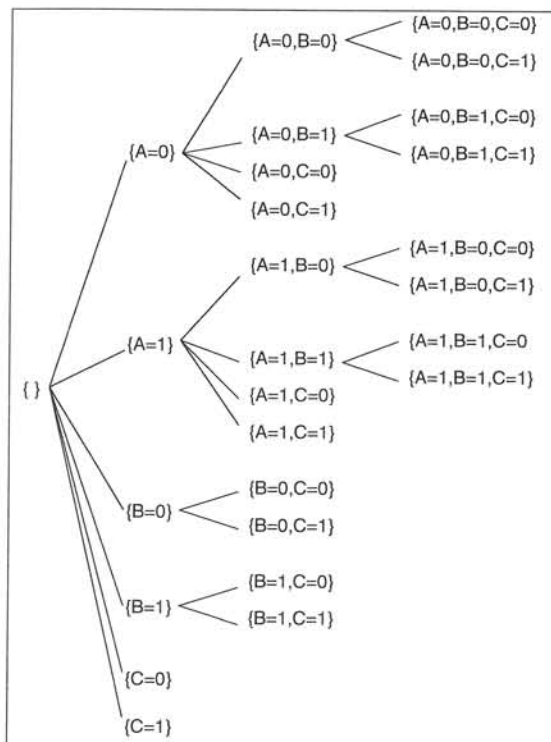 {A=0,B=0,C=0}
{A=0,B=0}
{A=0,B=0,C=1}
{A=0,B=1,C=0}
{A=0,B=1}
{A=0}
{A=0,B=1,C=1}
{A=0,C=0}
{A=0,C=1}
{A=1,B=0,C=0}
{A=1,B=0}
{A=1,B=0,C=1}
{A=1}
{A=1,B=1,C=0
{A=1,B=1}
{A=1,B=1,C=1}
{ }
{A=1,C=0}
{A=1,C=1}
{B=0,C=0}
{B=0}
{B=0,C=1}
{B=1,C=0}
{B=1}
{B=1,C=1}
{C=0}
{C=1}